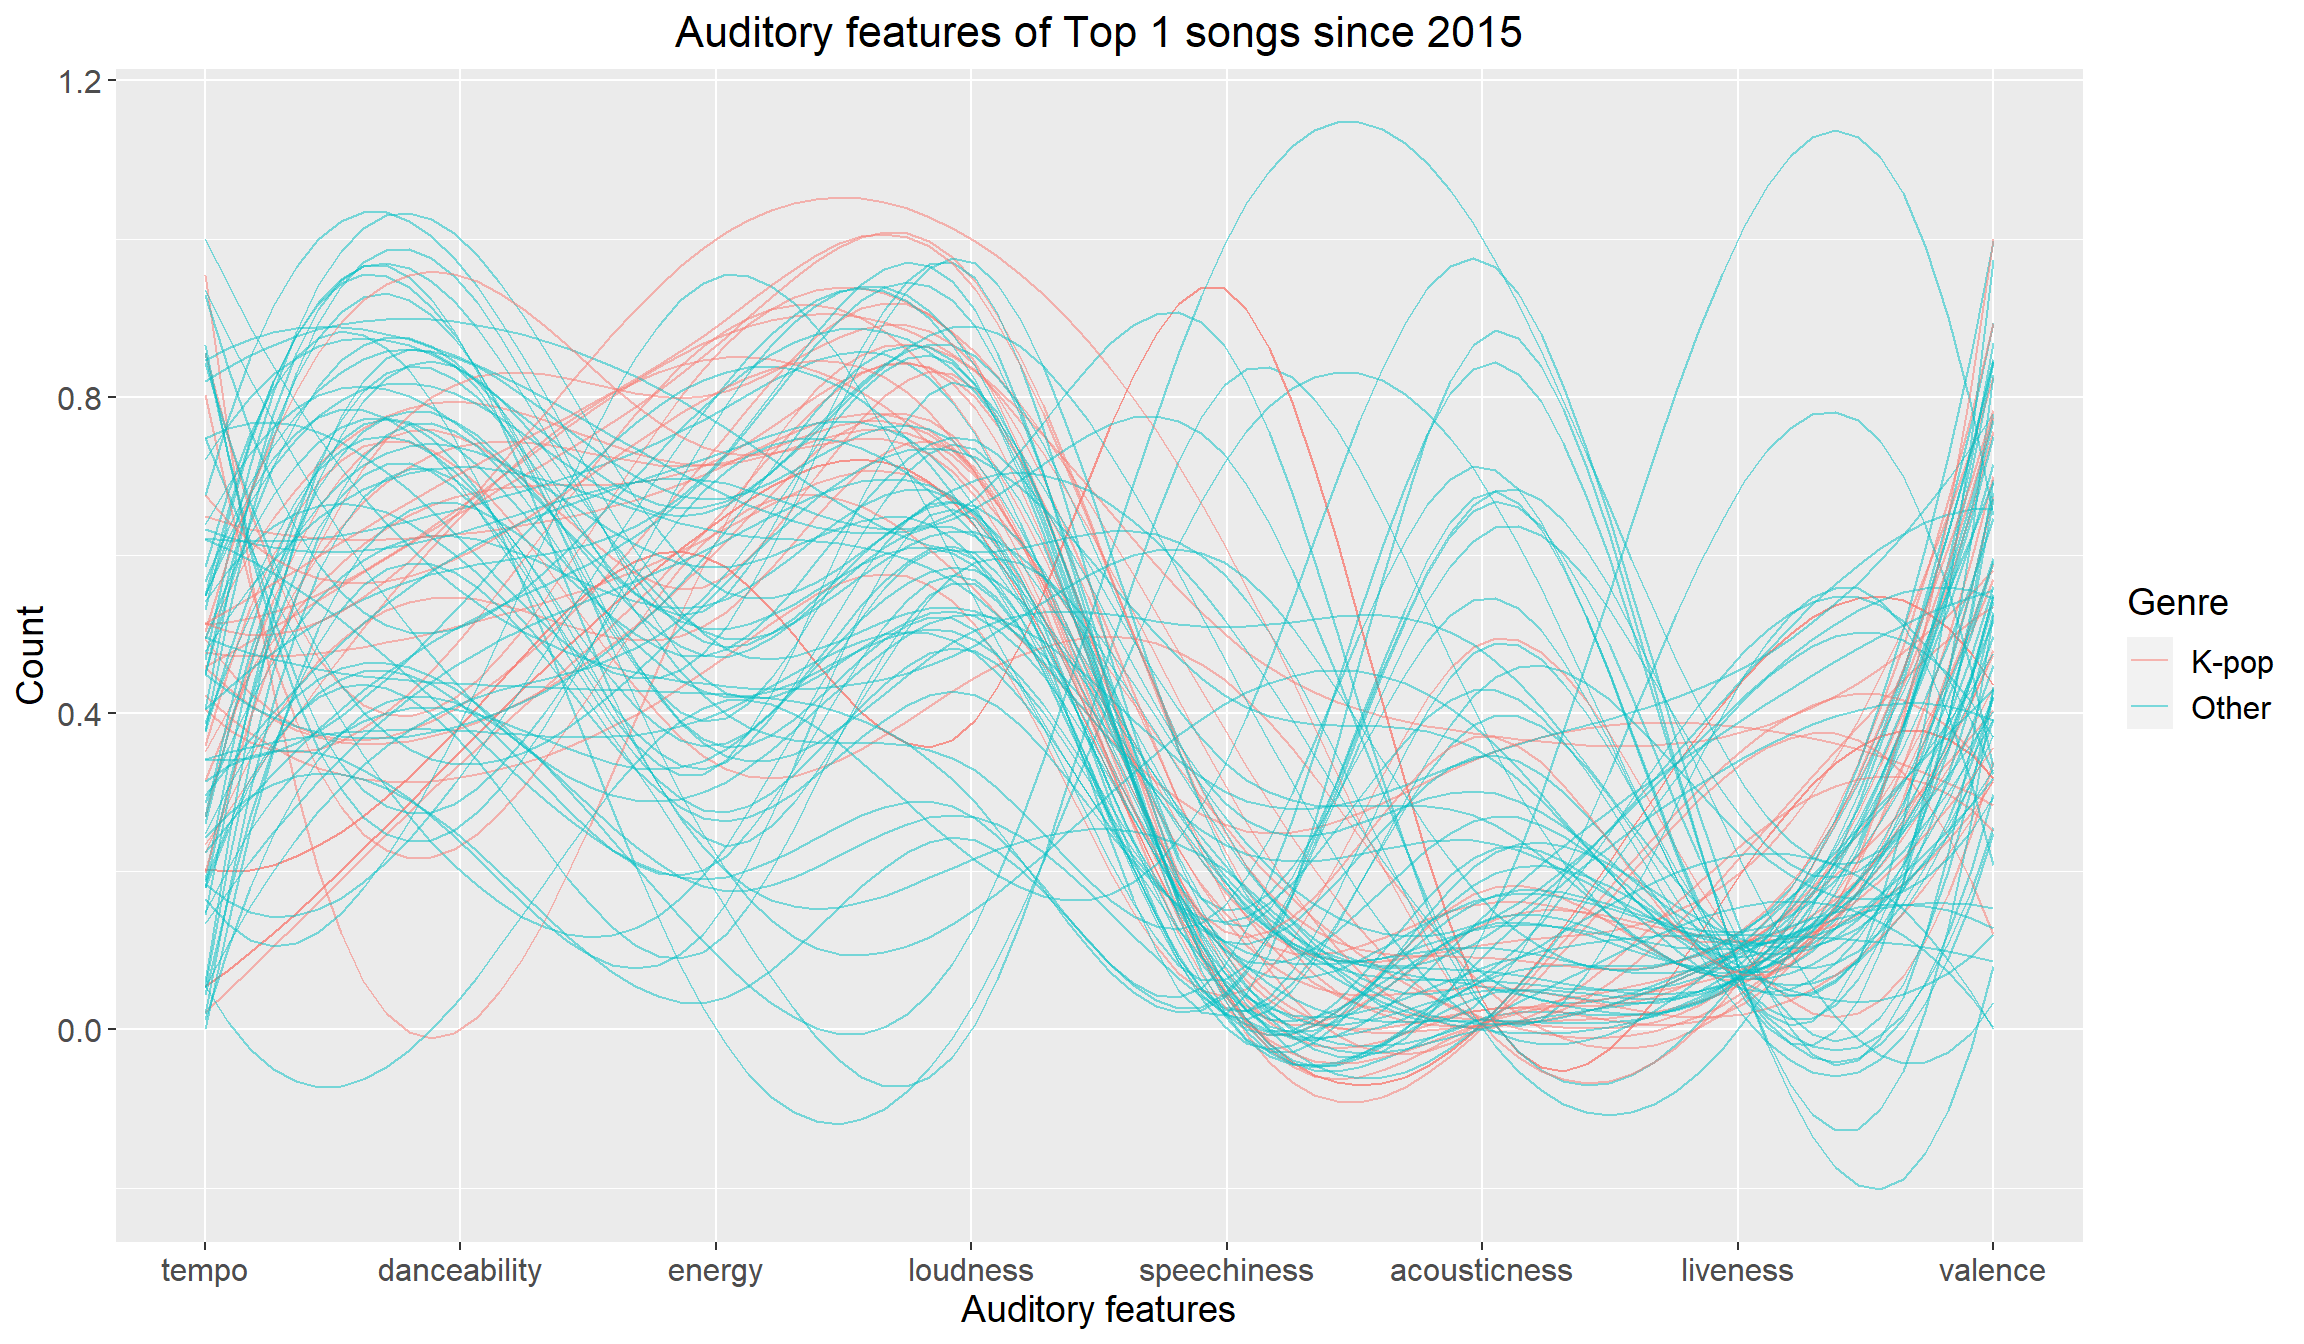 Auditory features of Top 1 songs since 2015
1.2
0.8
0.4
0.0
Count
tempo danceability energy loudness speechiness acousticness liveness valence
Auditory features
Genre
K-pop
Other